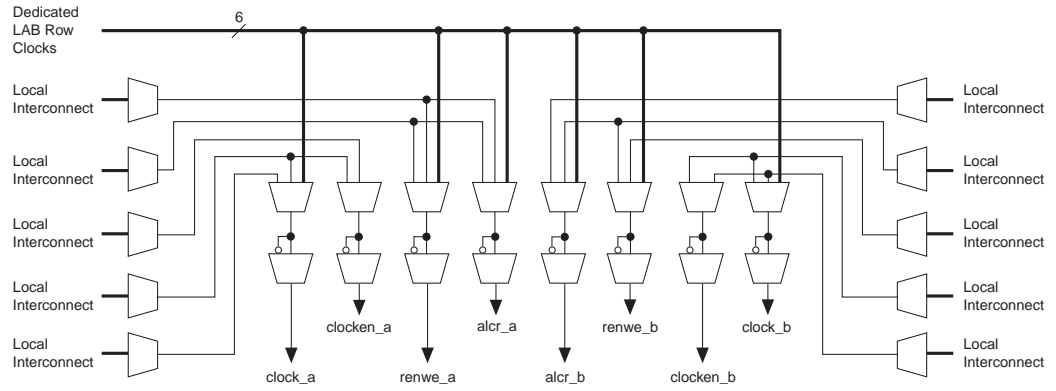 Dedicated
LAB Row
Clocks
6
Local
Interconnect
Local
Interconnect
Local
Interconnect
Local
Interconnect
Local
Interconnect
Local
Interconnect
Local
Interconnect
Local
Interconnect
Local
Interconnect
Local
Interconnect
clocken_a
alcr_a
renwe_b
clock_b
clock_a
renwe_a
alcr_b
clocken_b